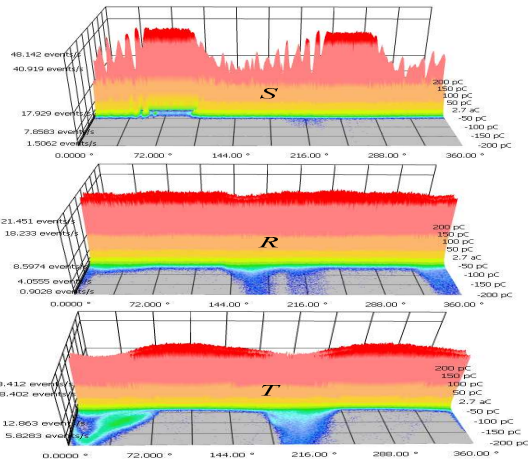 48.142 events/s
40.919 events/s
17.929 events/s
7.8583 events/s
1.5062 events/s
S
200 pC
150 pC
100 pC
50 pC
2.7 aC
-50 pC
-100 pC
-150 pC
-200 pC
0.0000 ° 72.000 ° 144.00 ° 216.00 ° 288.00 ° 360.00 °
21.451 events/s
18.233 events/s
8.5974 events/s
4.0555 events/s
0.9028 events/s
R
200 pC
150 pC
100 pC
50 pC
2.7 aC
-50 pC
-100 pC
-150 pC
-200 pC
0.0000 ° 72.000 ° 144.00 ° 216.00 ° 288.00 ° 360.00 °
8.412 events/s
8.402 events/s
12.863 events/s
5.8283 events/s
T
200 pC
150 pC
100 pC
50 pC
2.7 aC
-50 pC
-100 pC
-150 pC
-200 pC
0.0000 ° 72.000 ° 144.00 ° 216.00 ° 288.00 ° 360.00 °